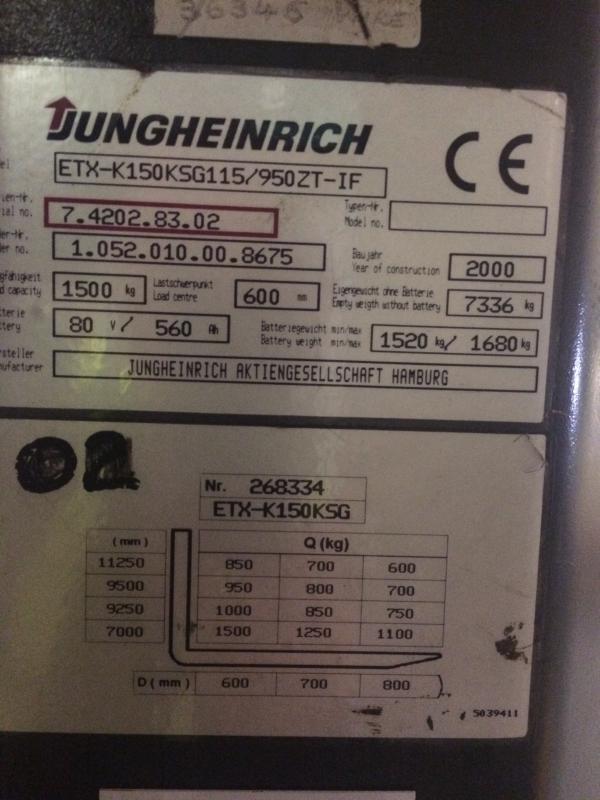 36346
JUNGHEINRICH
CE
ETX-K150KSG115/950ZT-IF
7.4202.83.02
Typen-Nr.
Model no.
1.052.010.00.8675
Baujahr
Year of construction 2000
1500 kg
Lastschwerpunkt
Load centre 600 mm
Eigengewicht ohne Batterie
Empty weigth without battery 7336 kg
80 V/ 560 Ah
Batteriegewicht min/max
Battery weight min/max 1520 kg/ 1680 kg
JUNGHEINRICH AKTIENGESELLSCHAFT HAMBURG
02
Nr. 268334
ETX-K150KSG
(mm) Q (kg)
11250 850 700 600
9500 950 800 700
9250 1000 850 750
7000 1500 1250 1100
D (mm) 600 700 800
5039411